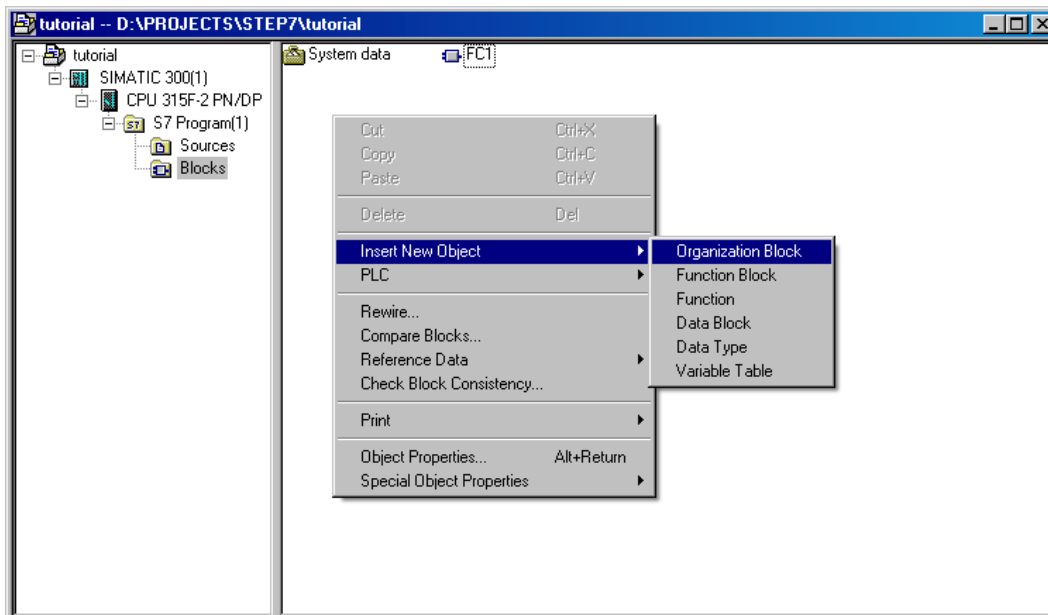 tutorial -- D:\PROJECTS\STEP7\tutorial
tutorial
SIMATIC 300(1)
CPU 315F-2 PN/DP
S7 Program(1)
Sources
Blocks
System data
FC1
Cut Ctrl+X
Copy Ctrl+C
Paste Ctrl+V
Delete Del
Insert New Object
PLC
Rewire...
Compare Blocks...
Reference Data
Check Block Consistency...
Print
Object Properties... Alt+Return
Special Object Properties
Organization Block
Function Block
Function
Data Block
Data Type
Variable Table